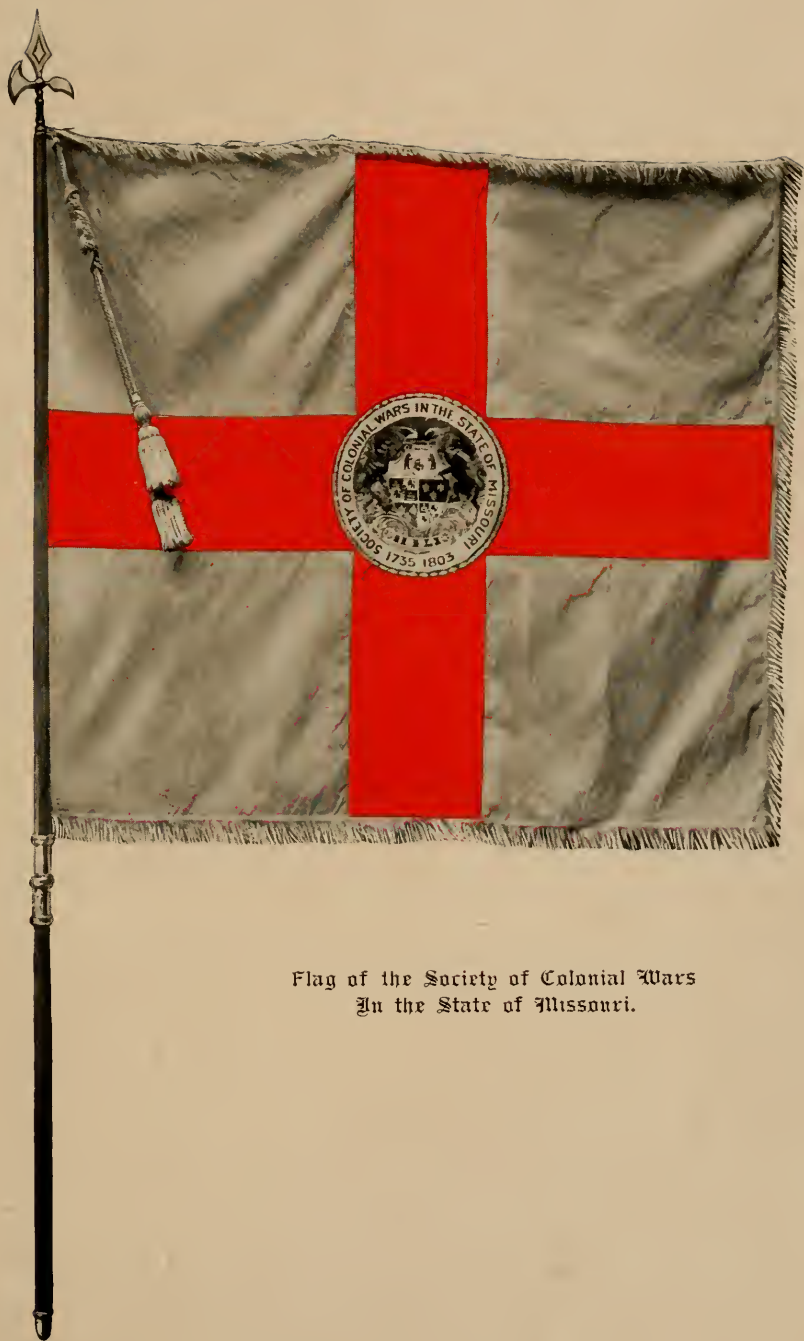 SOCIETY OF COLONIAL WARS IN THE STATE OF MISSOURI
1735 1803
Flag of the Society of Colonial Wars
In the State of Missouri.